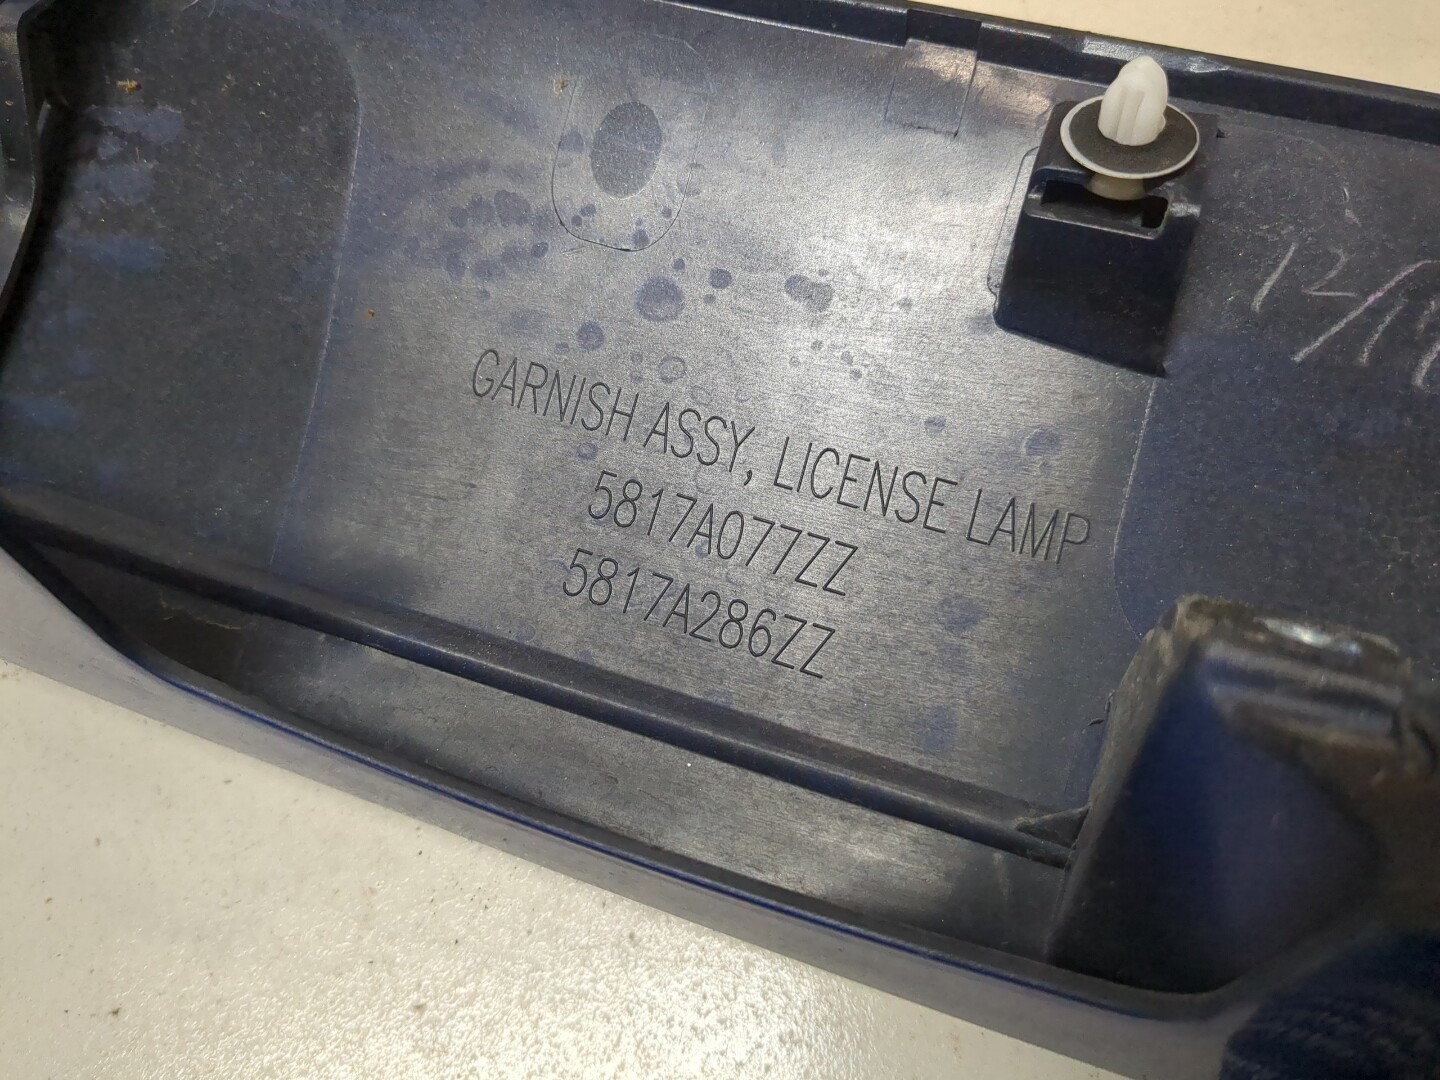 GARNISH ASSY, LICENSE LAMP
5817A077ZZ
5817A286ZZ